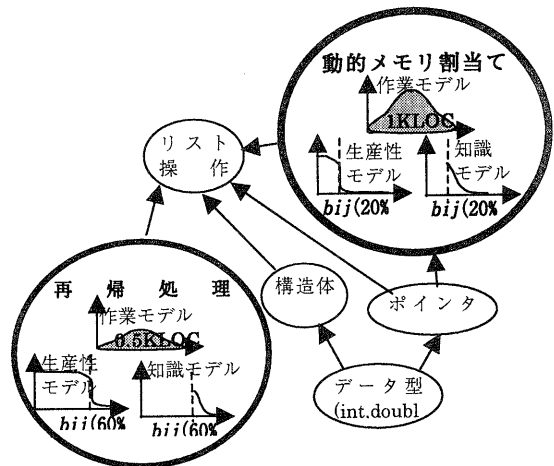 動的メモリ割当て
作業モデル
1KLOC
生産性
モデル
bij(20%
知識
モデル
bij(20%
リスト
操作
再帰処理
作業モデル
0.5KLOC
生産性
モデル
bij(60%
知識モデル
bij(60%
構造体
ポインタ
データ型
(int.doubl